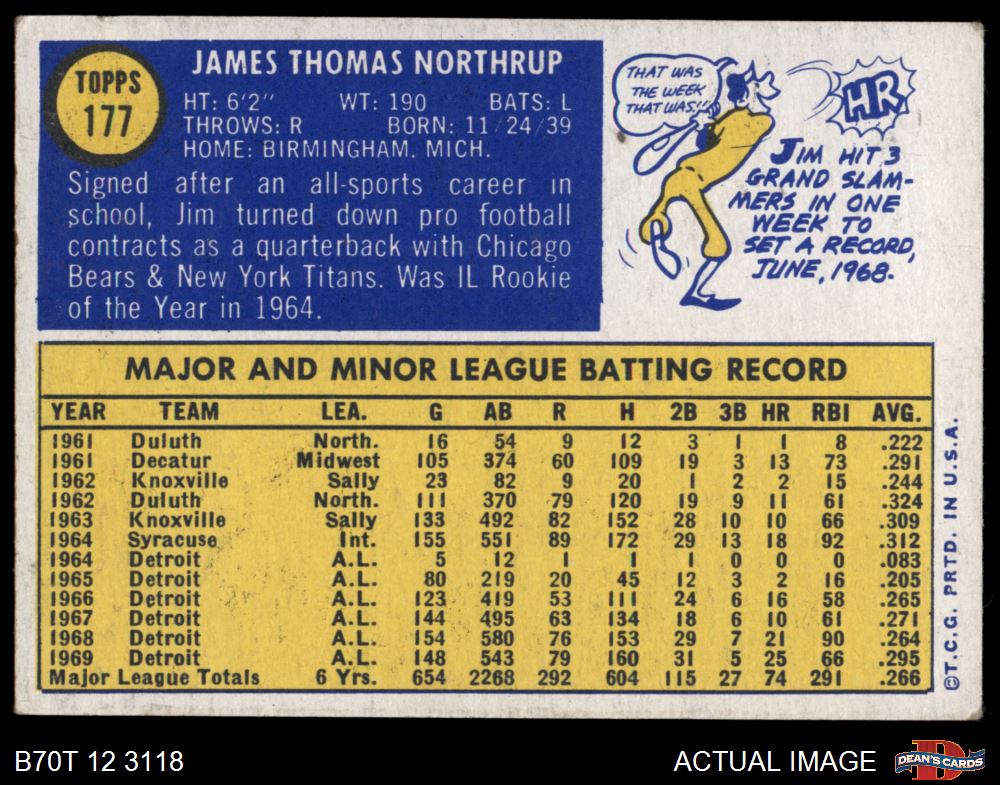 TOPPS
177
JAMES THOMAS NORTHRUP
HT: 6'2" WT: 190 BATS: L
THROWS: R BORN: 11/24/39
HOME: BIRMINGHAM. MICH.
Signed after an all-sports career in
school, Jim turned down pro football
contracts as a quarterback with Chicago
Bears & New York Titans. Was IL Rookie
of the Year in 1964.
THAT WAS
THE WEEK
THAT WAS!!
HR
JIM HIT 3
GRAND SLAM-
MERS IN ONE
WEEK TO
SET A RECORD,
JUNE, 1968.
MAJOR AND MINOR LEAGUE BATTING RECORD
YEAR TEAM LEA. G AB R H 2B 3B HR RBI AVG.
1961 Duluth North. 16 54 9 12 3 1 1 8 .222
1961 Decatur Midwest 105 374 60 109 19 3 13 73 .291
1962 Knoxville Sally 23 82 9 20 1 2 2 15 .244
1962 Duluth North. 111 370 79 120 19 9 11 61 .324
1963 Knoxville Sally 133 492 82 152 28 10 10 66 .309
1964 Syracuse Int. 155 551 89 172 29 13 18 92 .312
1964 Detroit A.L. 5 12 1 1 1 0 0 0 .083
1965 Detroit A.L. 80 219 20 45 12 3 2 16 .205
1966 Detroit A.L. 123 419 53 111 24 6 16 58 .265
1967 Detroit A.L. 144 495 63 134 18 6 10 61 .271
1968 Detroit A.L. 154 580 76 153 29 7 21 90 .264
1969 Detroit A.L. 148 543 79 160 31 5 25 66 .295
Major League Totals 6 Yrs. 654 2268 292 604 115 27 74 291 .266
©T.C.G. PRTD. IN U.S.A.
B70T 12 3118
ACTUAL IMAGE
DEAN'S CARDS